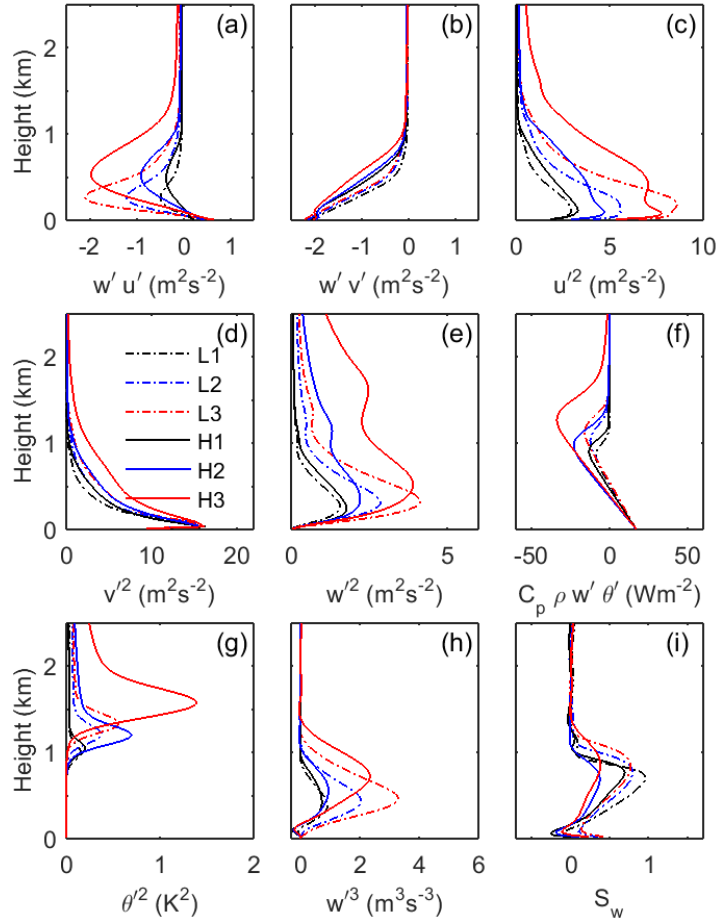 (a) (b) (c)
Height (km)
2
1
0
-2 -1 0 1
-2 -1 0
0 5 10
w′ u′ (m²s⁻²) w′ v′ (m²s⁻²) u′² (m²s⁻²)
(d) (e) (f)
L1
L2
L3
H1
H2
H3
Height (km)
2
1
0
0 10 20
0 5
-50 0 50
v′² (m²s⁻²) w′² (m²s⁻²) C_p ρ w′ θ′ (Wm⁻²)
(g) (h) (i)
Height (km)
2
1
0
0 1 2
0 2 4 6
0 1
θ′² (K²) w′³ (m³s⁻³) S_w